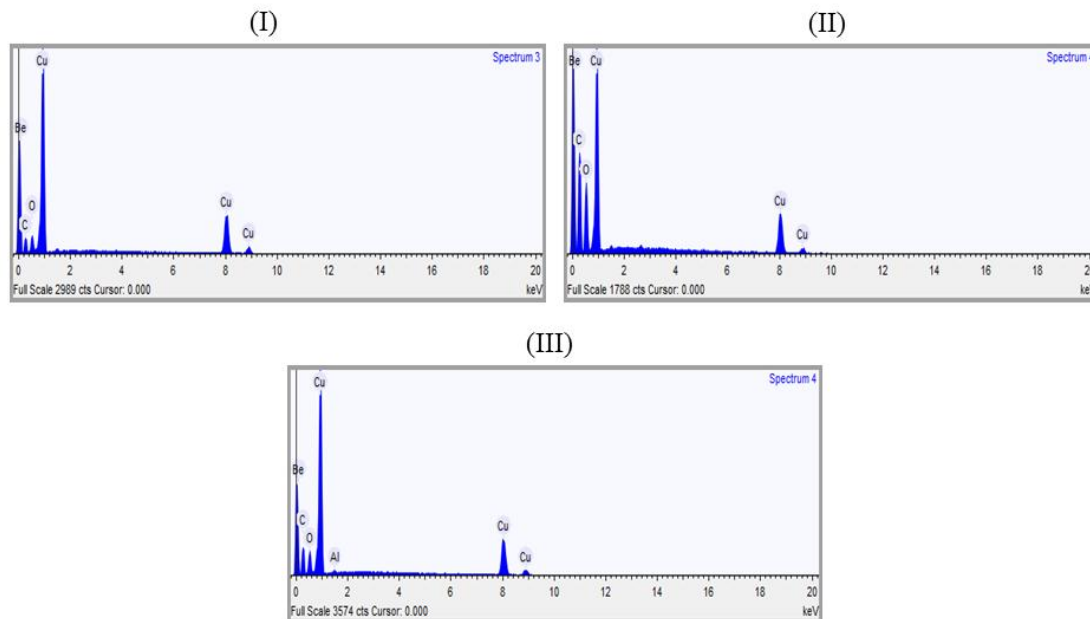 (I)
Spectrum 3
Cu
Be
O
C
Cu
Cu
0 2 4 6 8 10 12 14 16 18 20
Full Scale 2989 cts Cursor: 0.000 keV
(II)
Spectrum
Be Cu
C
O
Cu
Cu
0 2 4 6 8 10 12 14 16 18 2
Full Scale 1788 cts Cursor: 0.000 ke
(III)
Spectrum 4
Cu
Be
C
O
Al
Cu
Cu
0 2 4 6 8 10 12 14 16 18 20
Full Scale 3574 cts Cursor: 0.000 keV